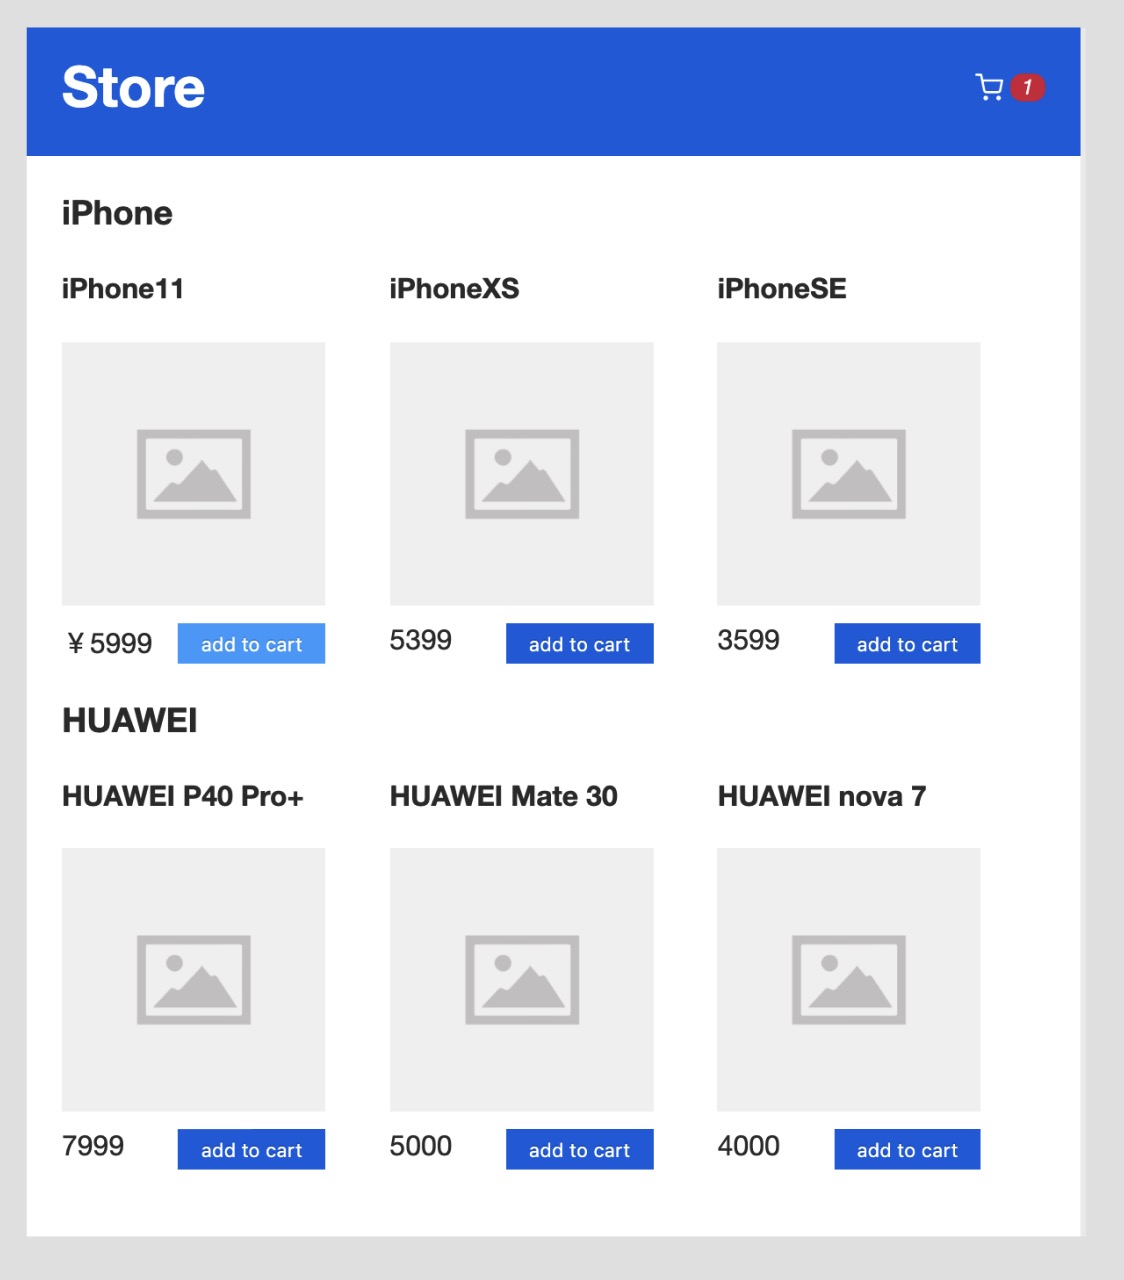 Store
1
iPhone
iPhone11 iPhoneXS iPhoneSE
¥ 5999 add to cart 5399 add to cart 3599 add to cart
HUAWEI
HUAWEI P40 Pro+ HUAWEI Mate 30 HUAWEI nova 7
7999 add to cart 5000 add to cart 4000 add to cart